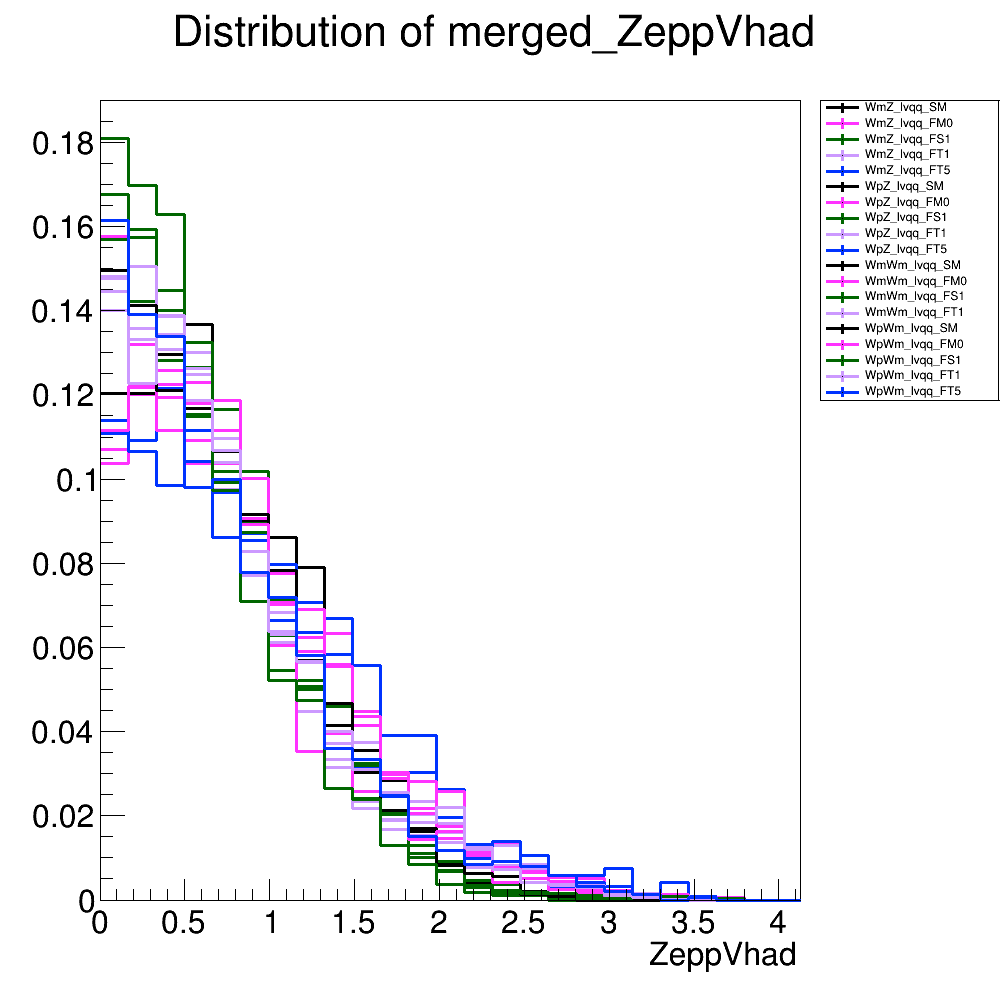 Distribution of merged_ZeppVhad
WmZ_lvqq_SM
WmZ_lvqq_FM0
WmZ_lvqq_FS1
WmZ_lvqq_FT1
WmZ_lvqq_FT5
WpZ_lvqq_SM
WpZ_lvqq_FM0
WpZ_lvqq_FS1
WpZ_lvqq_FT1
WpZ_lvqq_FT5
WmWm_lvqq_SM
WmWm_lvqq_FM0
WmWm_lvqq_FS1
WmWm_lvqq_FT1
WpWm_lvqq_SM
WpWm_lvqq_FM0
WpWm_lvqq_FS1
WpWm_lvqq_FT1
WpWm_lvqq_FT5
0.18
0.16
0.14
0.12
0.1
0.08
0.06
0.04
0.02
0
0 0.5 1 1.5 2 2.5 3 3.5 4
ZeppVhad